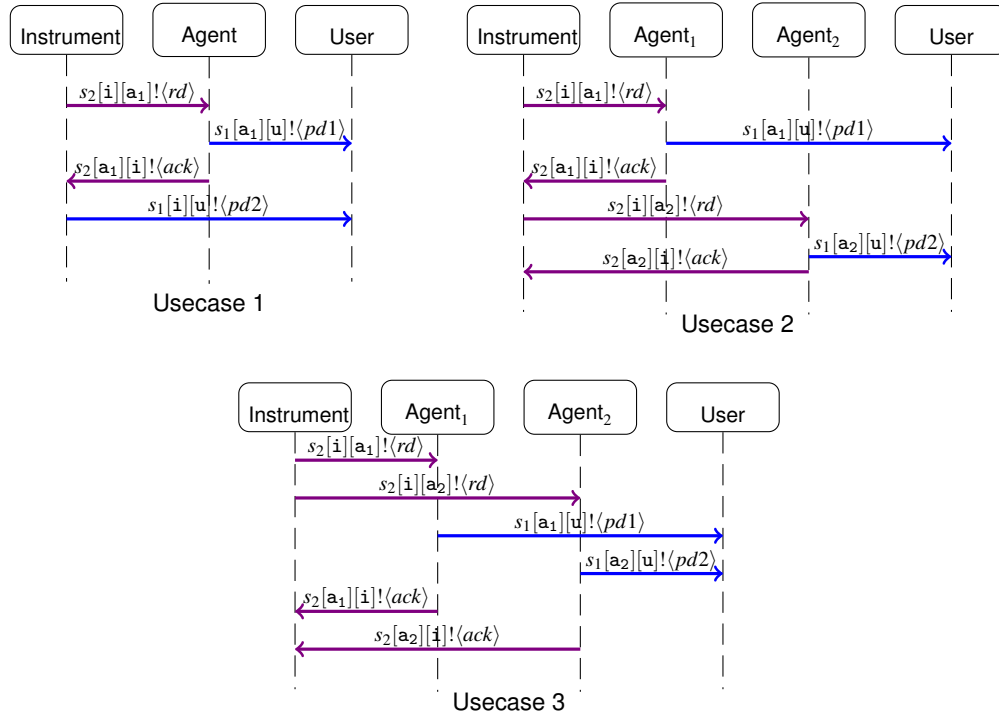 Instrument Agent User
s₂[i][a₁]!⟨rd⟩
s₁[a₁][u]!⟨pd1⟩
s₂[a₁][i]!⟨ack⟩
s₁[i][u]!⟨pd2⟩
Usecase 1
Instrument Agent₁ Agent₂ User
s₂[i][a₁]!⟨rd⟩
s₁[a₁][u]!⟨pd1⟩
s₂[a₁][i]!⟨ack⟩
s₂[i][a₂]!⟨rd⟩
s₁[a₂][u]!⟨pd2⟩
s₂[a₂][i]!⟨ack⟩
Usecase 2
Instrument Agent₁ Agent₂ User
s₂[i][a₁]!⟨rd⟩
s₂[i][a₂]!⟨rd⟩
s₁[a₁][u]!⟨pd1⟩
s₁[a₂][u]!⟨pd2⟩
s₂[a₁][i]!⟨ack⟩
s₂[a₂][i]!⟨ack⟩
Usecase 3